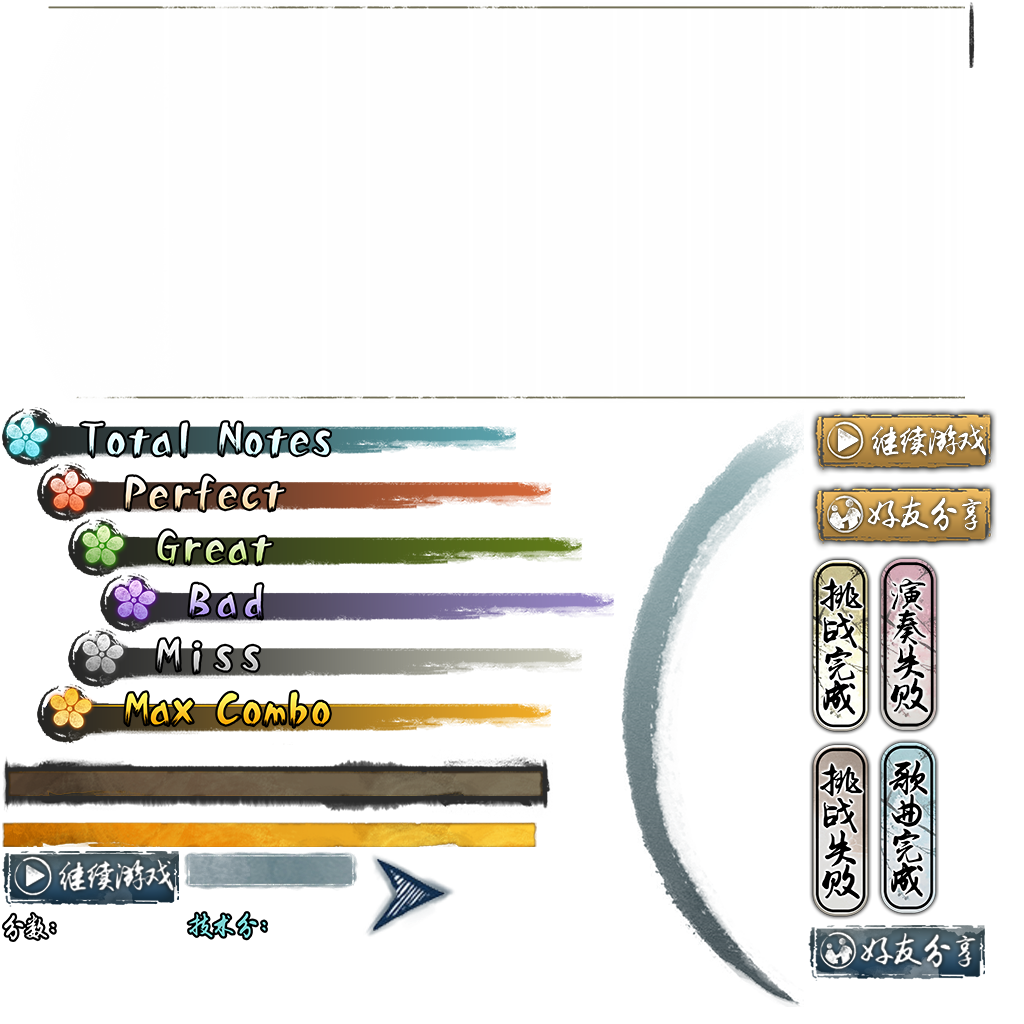 Total Notes
Perfect
Great
Bad
Miss
Max Combo
继续游戏
分数:
技术分:
继续游戏
好友分享
挑战完成
演奏失败
挑战失败
歌曲完成
好友分享